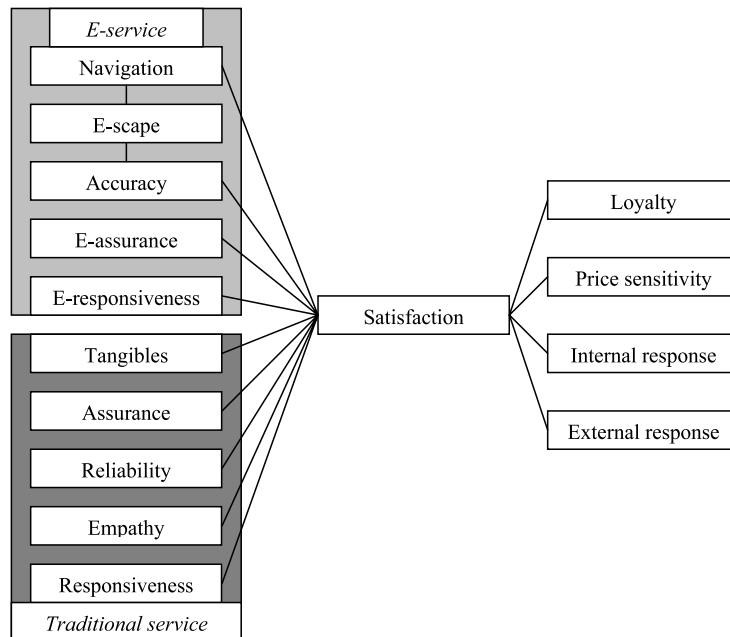 E-service
Navigation
E-scape
Accuracy
E-assurance
E-responsiveness
Tangibles
Assurance
Reliability
Empathy
Responsiveness
Traditional service
Satisfaction
Loyalty
Price sensitivity
Internal response
External response